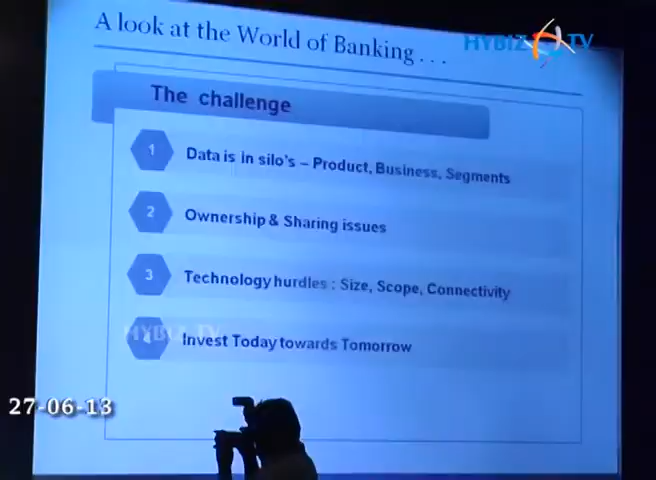 A look at the World of Banking . . .
HYBIZ TV
The challenge
1 Data is in silo's – Product, Business, Segments
2 Ownership & Sharing issues
3 Technology hurdles : Size, Scope, Connectivity
4 Invest Today towards Tomorrow
HYBIZ TV
27-06-13